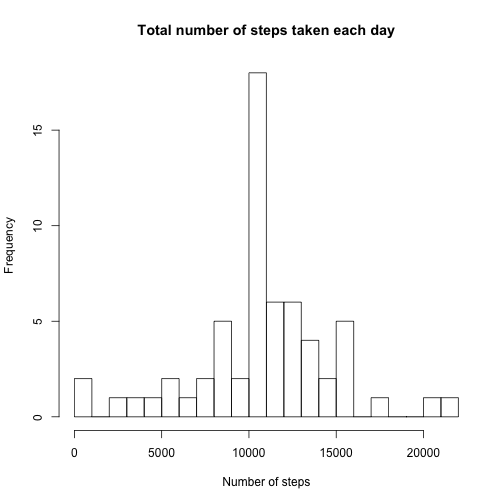 Total number of steps taken each day
15
10
5
0
Frequency
0 5000 10000 15000 20000
Number of steps